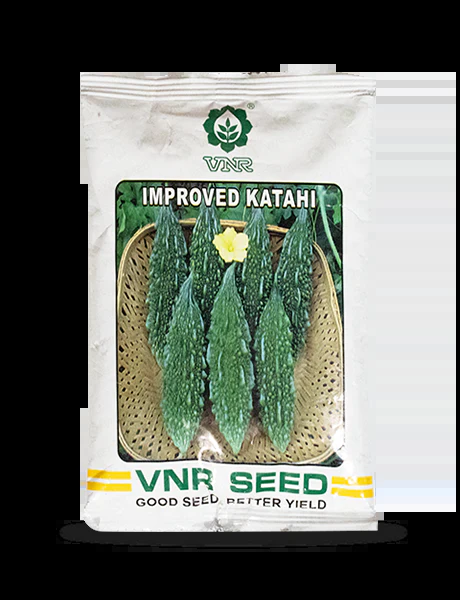 ®
VNR
IMPROVED KATAHI
VNR SEED
GOOD SEED, BETTER YIELD